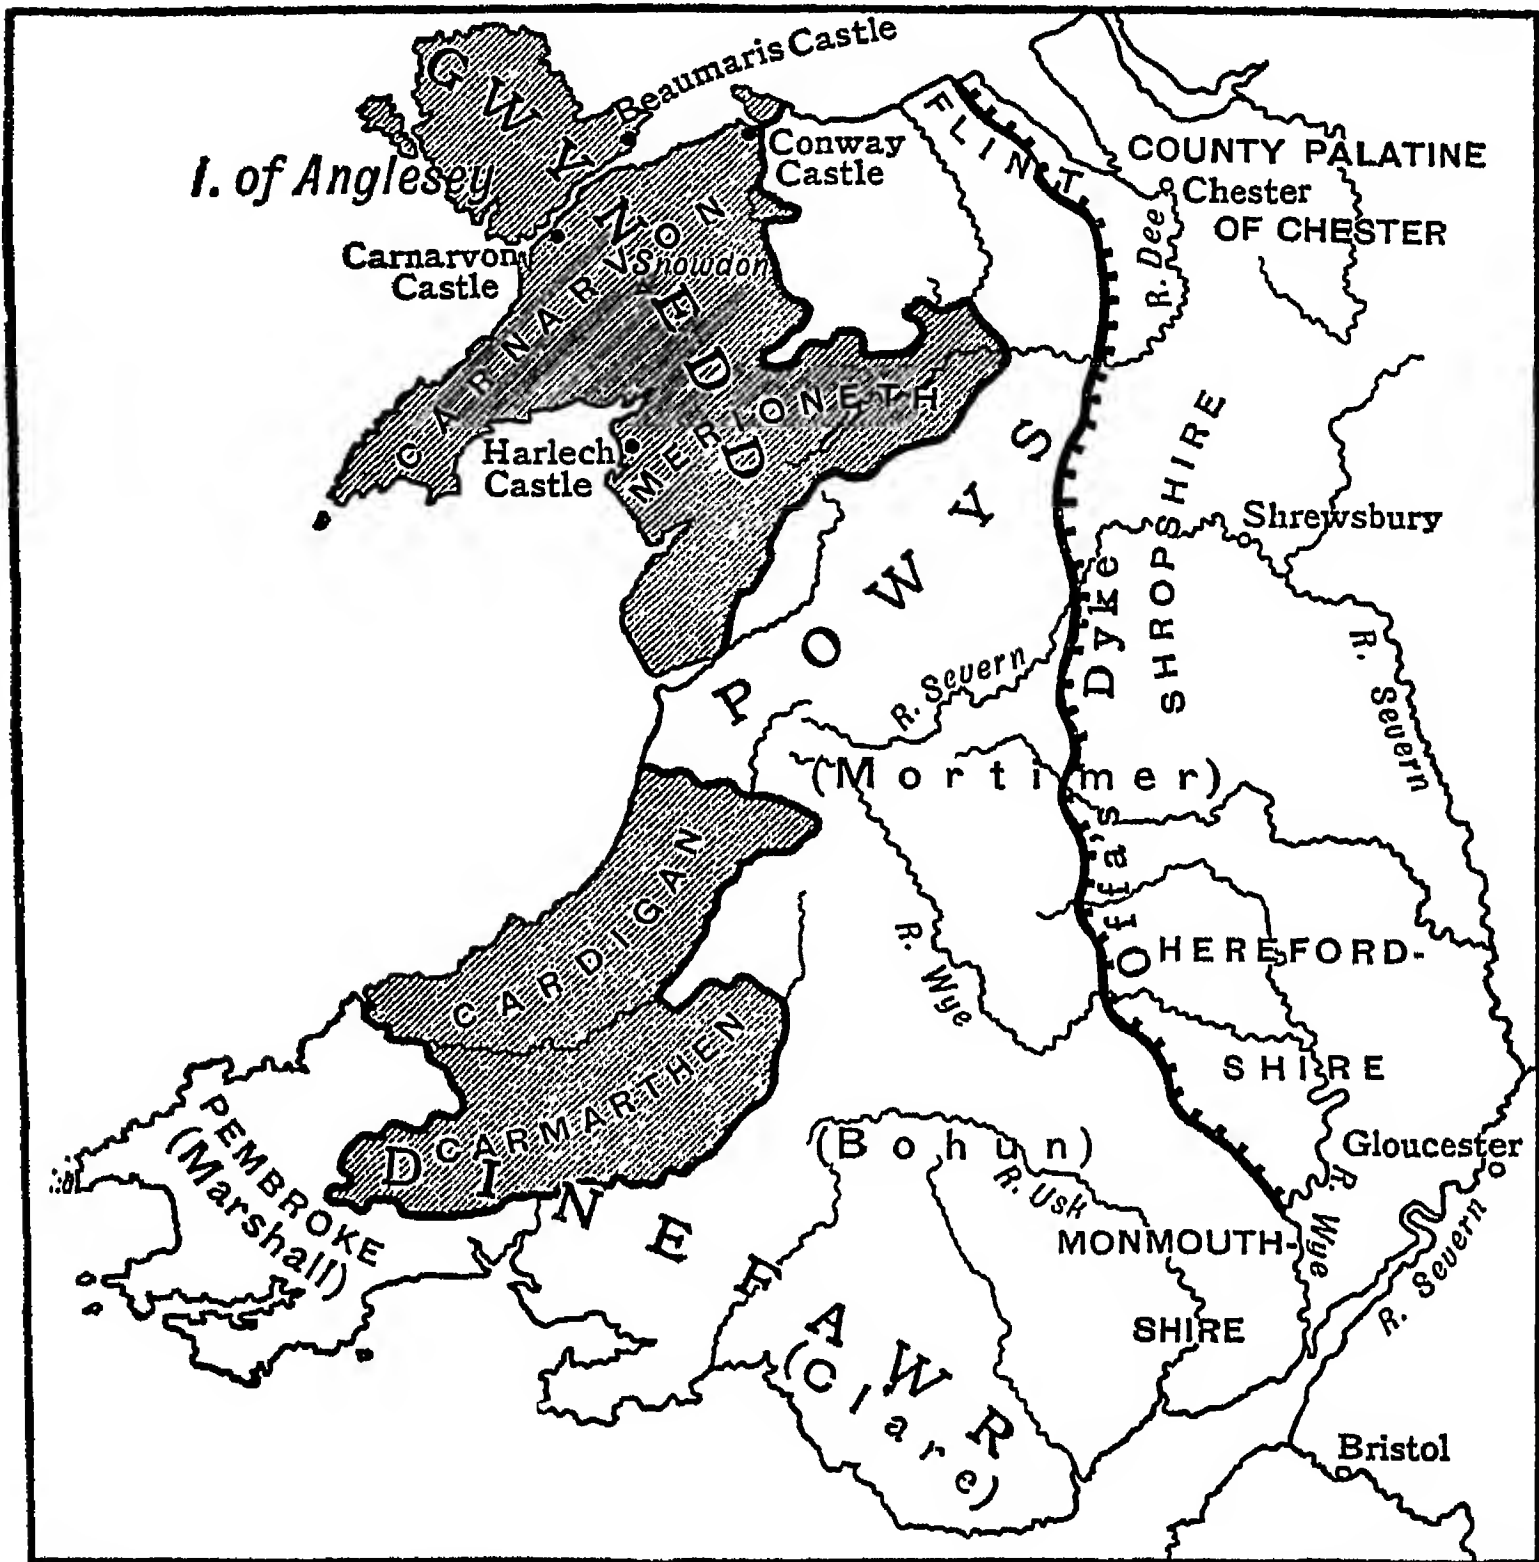 Beaumaris Castle
GWYNEDD
I. of Anglesey
Conway
Castle
FLINT
COUNTY PALATINE
OF CHESTER
Chester
R. Dee
Carnarvon
Castle
Snowdon
CARNARVON
MERIONETH
Harlech
Castle
POWYS
SHROPSHIRE
Shrewsbury
Offa's Dyke
R. Severn
R. Severn
(Mortimer)
CARDIGAN
R. Wye
HEREFORD-
SHIRE
CARMARTHEN
DINEFAWR
PEMBROKE
(Marshall)
(Bohun)
R. Usk
Gloucester
MONMOUTH-
SHIRE
R. Wye
R. Severn
(Clare)
Bristol